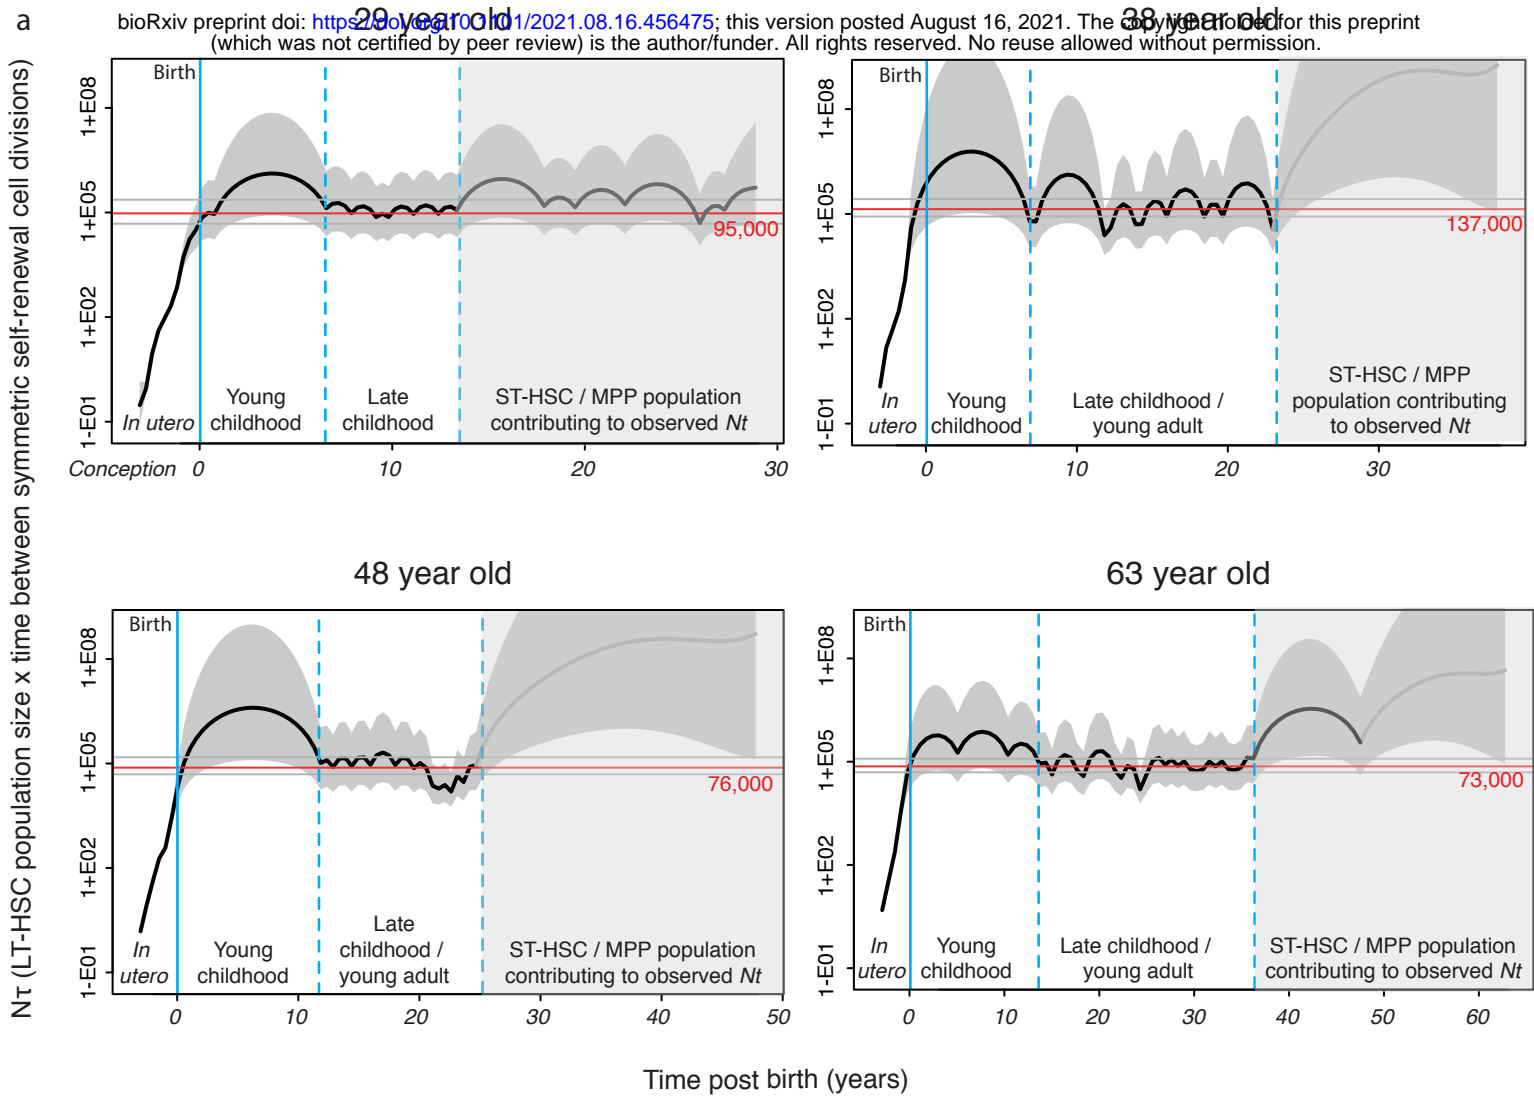 a
bioRxiv preprint doi: https://doi.org/10.1101/2021.08.16.456475; this version posted August 16, 2021. The copyright holder for this preprint
(which was not certified by peer review) is the author/funder. All rights reserved. No reuse allowed without permission.
Nτ (LT-HSC population size x time between symmetric self-renewal cell divisions)
29 year old
1+E08
1+E05
1+E02
1-E01
Birth
95,000
In utero
Young
childhood
Late
childhood
ST-HSC / MPP population
contributing to observed Nt
Conception 0 10 20 30
38 year old
1+E08
1+E05
1+E02
1-E01
Birth
137,000
In
utero
Young
childhood
Late childhood /
young adult
ST-HSC / MPP
population contributing
to observed Nt
0 10 20 30
48 year old
1+E08
1+E05
1+E02
1-E01
Birth
76,000
In
utero
Young
childhood
Late
childhood /
young adult
ST-HSC / MPP population
contributing to observed Nt
0 10 20 30 40 50
63 year old
1+E08
1+E05
1+E02
1-E01
Birth
73,000
In
utero
Young
childhood
Late childhood /
young adult
ST-HSC / MPP population
contributing to observed Nt
0 10 20 30 40 50 60
Time post birth (years)